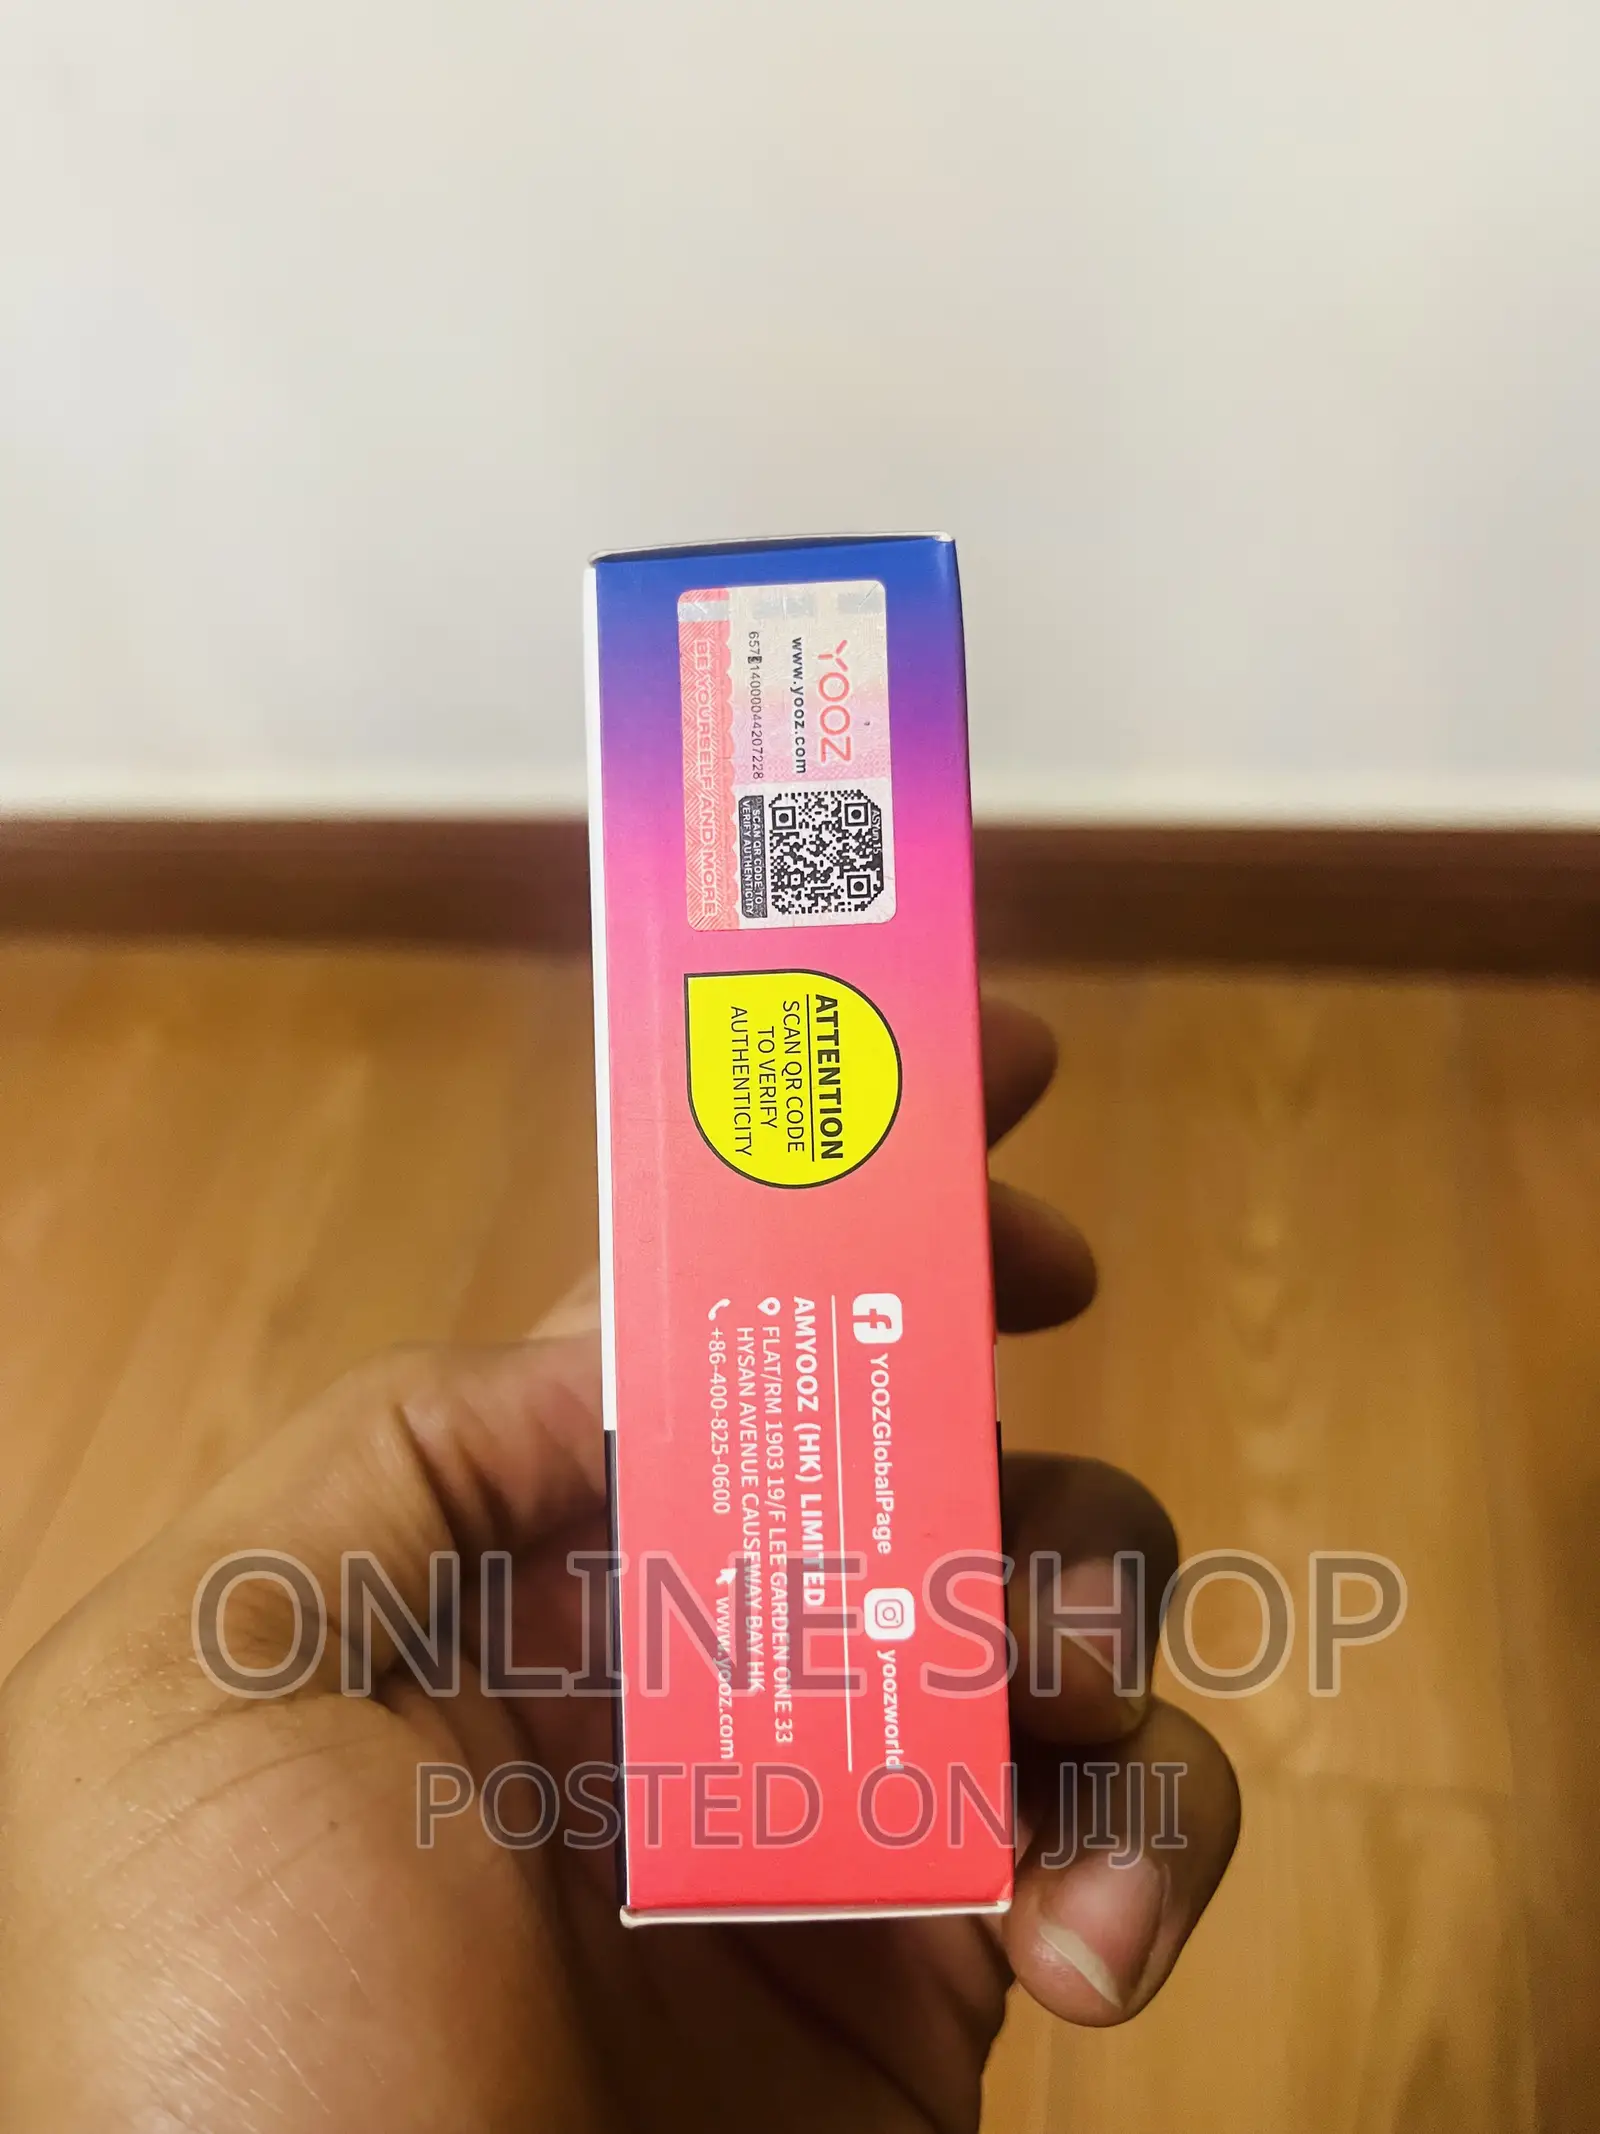 YOOZ
www.yooz.com
14000044207228
SCAN QR CODE TO
VERIFY AUTHENTICITY
BE YOURSELF AND MORE
ATTENTION
SCAN QR CODE
TO VERIFY
AUTHENTICITY
YOOZGlobalPage yoozworld
AMYOOZ (HK) LIMITED
FLAT/RM 1903 19/F LEE GARDEN ONE 33
HYSAN AVENUE CAUSEWAY BAY HK
+86-400-825-0600 www.yooz.com
ONLINE SHOP
POSTED ON JIJI